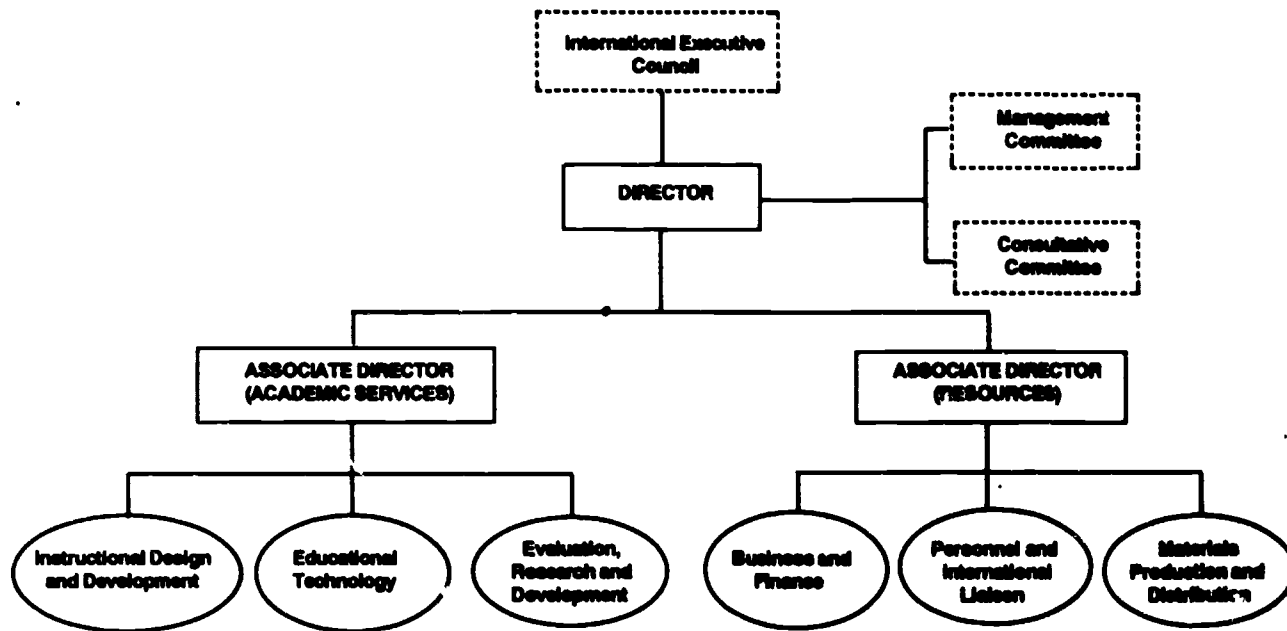 International Executive
Council
Management
Committee
DIRECTOR
Consultative
Committee
ASSOCIATE DIRECTOR
(ACADEMIC SERVICES)
ASSOCIATE DIRECTOR
(RESOURCES)
Instructional Design
and Development
Educational
Technology
Evaluation,
Research and
Development
Business and
Finance
Personnel and
International
Liaison
Materials
Production and
Distribution